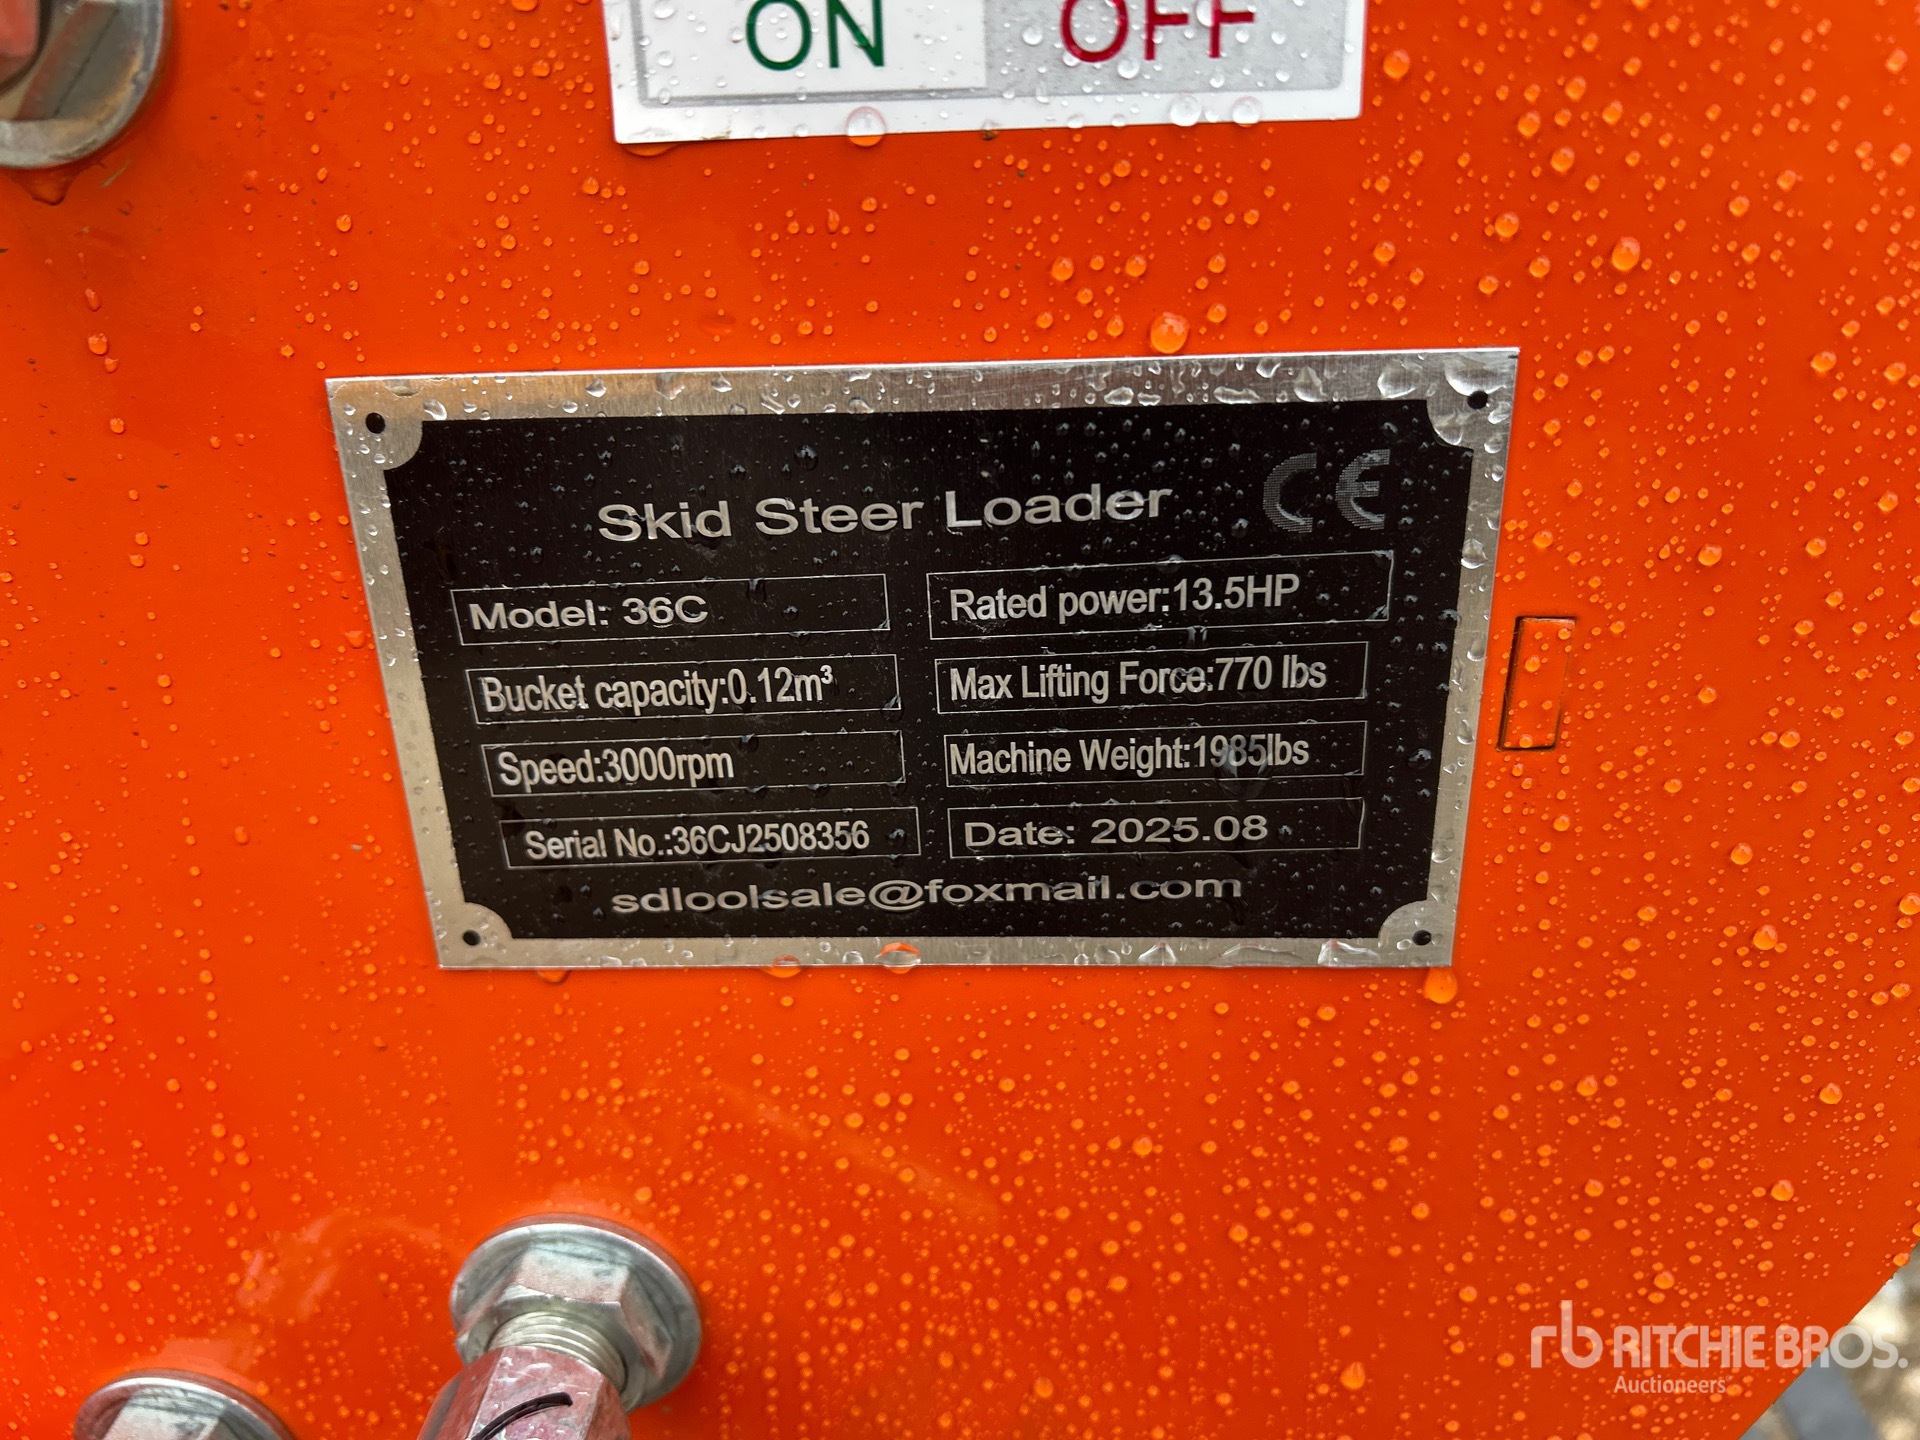 ON OFF
Skid Steer Loader CE
Model: 36C
Rated power:13.5HP
Bucket capacity:0.12m³
Max Lifting Force:770 lbs
Speed:3000rpm
Machine Weight:1985lbs
Serial No.:36CJ2508356
Date: 2025.08
sdloolsale@foxmail.com
rb RITCHIE BROS.
Auctioneers